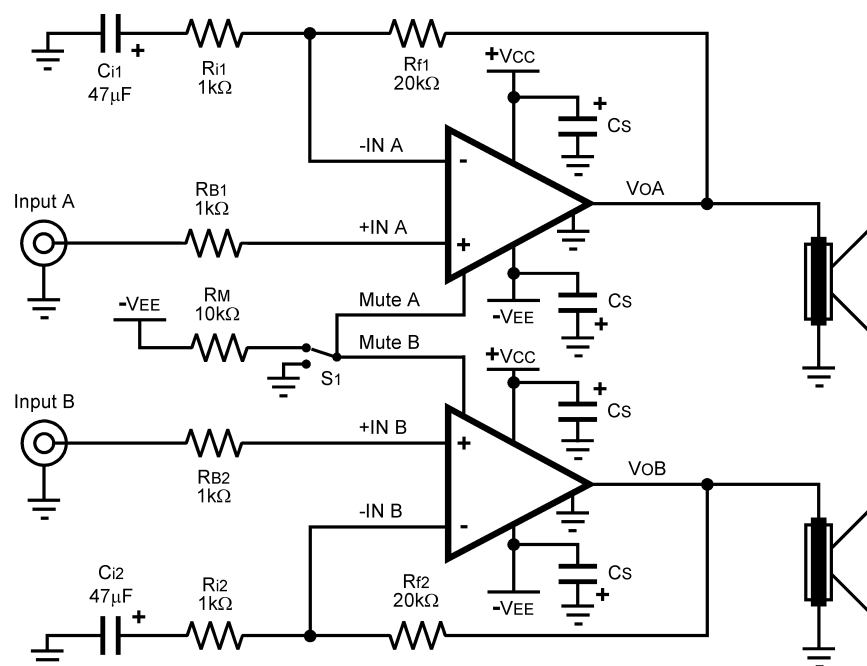 +VCC
+
Ci1
47μF
Ri1
1kΩ
Rf1
20kΩ
+
CS
-IN A
-
VOA
Input A
RB1
1kΩ
+IN A
+
-VEE
RM
10kΩ
Mute A
-VEE
CS
+
Mute B
S1
+VCC
+
CS
Input B
RB2
1kΩ
+IN B
+
VOB
-IN B
-
Ci2
47μF
+
Ri2
1kΩ
Rf2
20kΩ
-VEE
CS
+